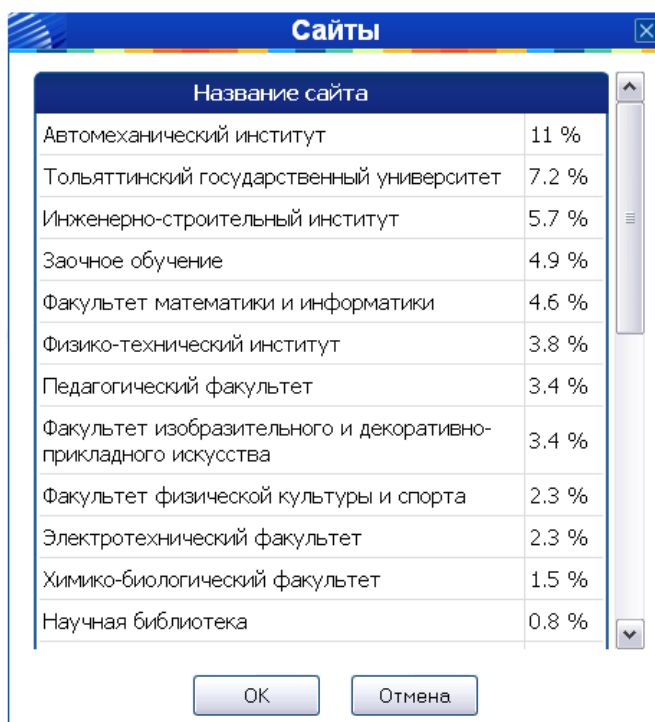 Сайты
Название сайта
Автомеханический институт 11 %
Тольяттинский государственный университет 7.2 %
Инженерно-строительный институт 5.7 %
Заочное обучение 4.9 %
Факультет математики и информатики 4.6 %
Физико-технический институт 3.8 %
Педагогический факультет 3.4 %
Факультет изобразительного и декоративно-
прикладного искусства 3.4 %
Факультет физической культуры и спорта 2.3 %
Электротехнический факультет 2.3 %
Химико-биологический факультет 1.5 %
Научная библиотека 0.8 %
ОК Отмена